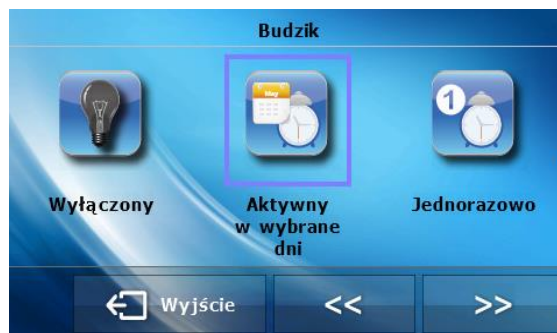 Budzik
May
1
Wyłączony
Aktywny
w wybrane
dni
Jednorazowo
Wyjście
<<
>>